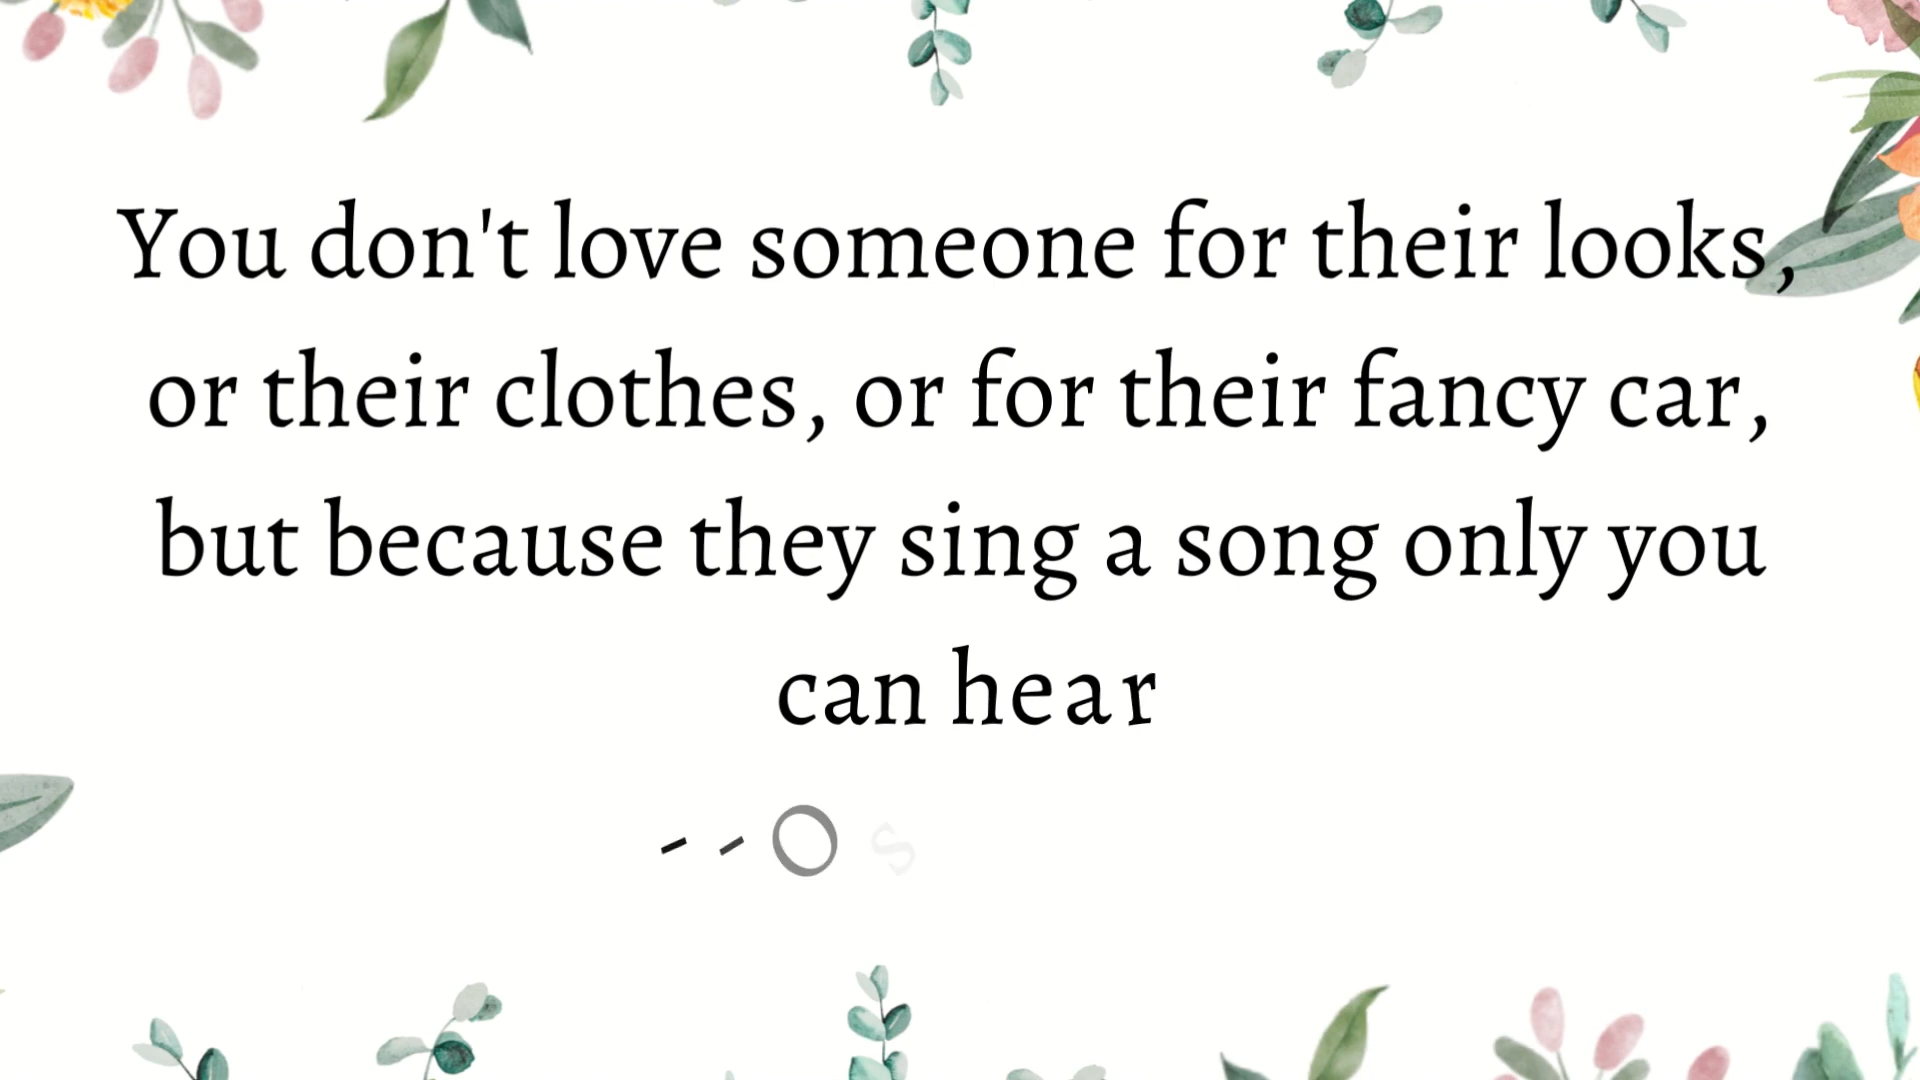 You don't love someone for their looks,
or their clothes, or for their fancy car,
but because they sing a song only you
can hear
--Os